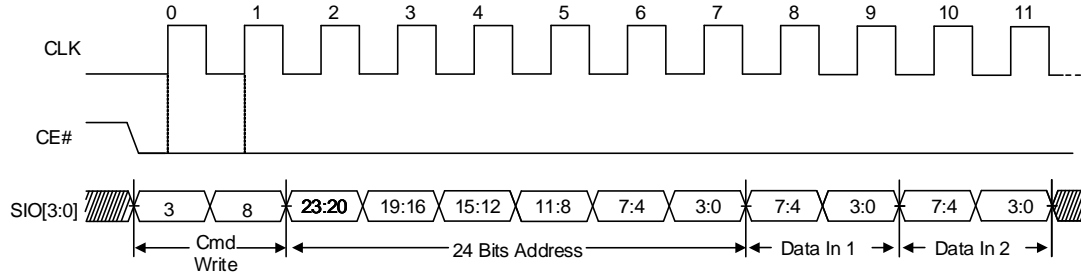 0 1 2 3 4 5 6 7 8 9 10 11
CLK
CE#
SIO[3:0] 3 8 23:20 19:16 15:12 11:8 7:4 3:0 7:4 3:0 7:4 3:0
Cmd Write 24 Bits Address Data In 1 Data In 2